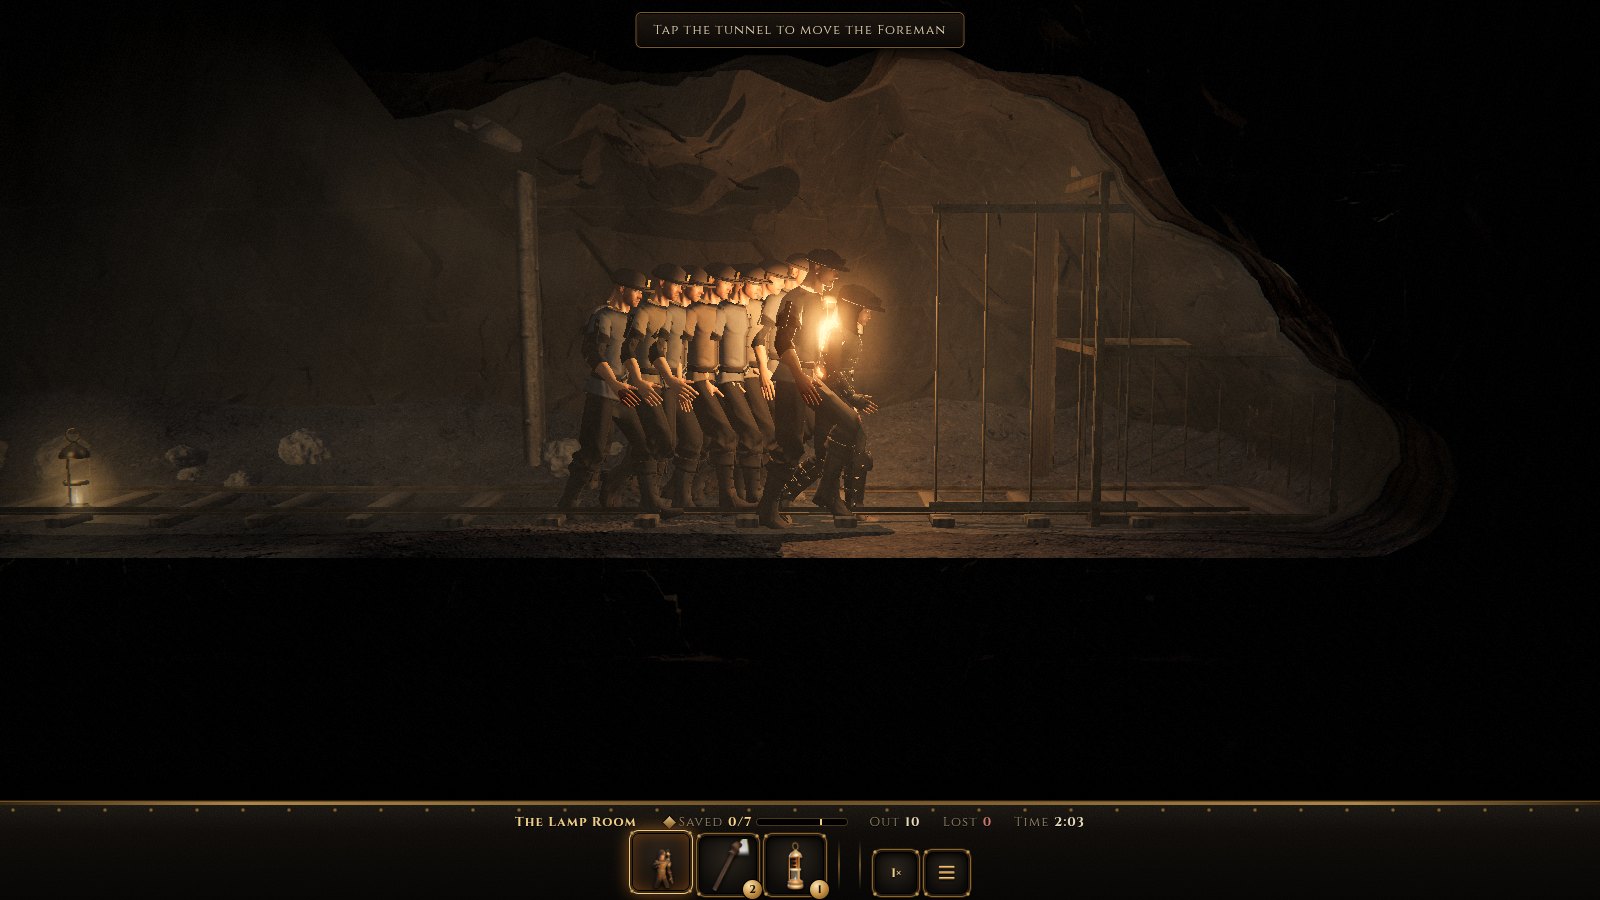 Tap the tunnel to move the Foreman
The Lamp Room Saved 0/7 Out 10 Lost 0 Time 2:03
2 1 1×